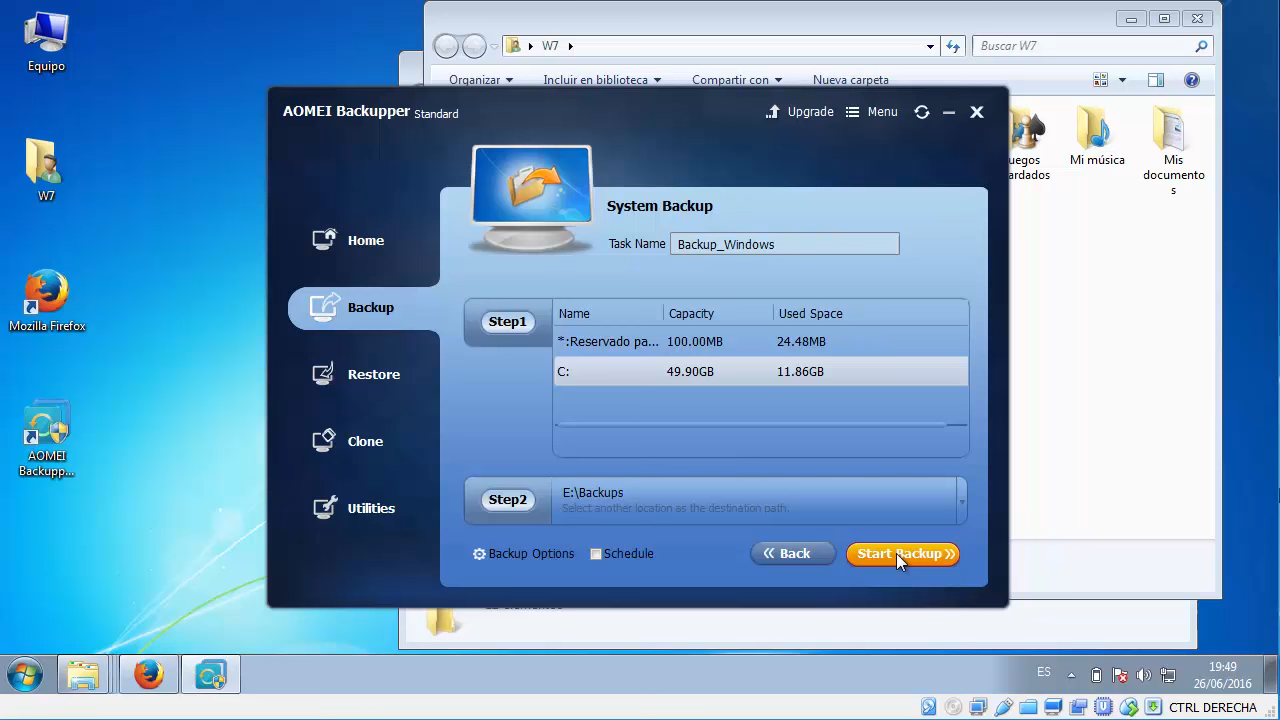 Equipo
W7
Mozilla Firefox
AOMEI
Backupp...
W7
Buscar W7
Organizar
Incluir en biblioteca
Compartir con
Nueva carpeta
uegos
ardados
Mi música
Mis
documento
s
AOMEI Backupper Standard
Upgrade
Menu
Home
Backup
Restore
Clone
Utilities
System Backup
Task Name
Backup_Windows
Step1
Name Capacity Used Space
*:Reservado pa... 100.00MB 24.48MB
C: 49.90GB 11.86GB
Step2
E:\Backups
Select another location as the destination path.
Backup Options
Schedule
Back
Start Backup
ES
19:49
26/06/2016
CTRL DERECHA